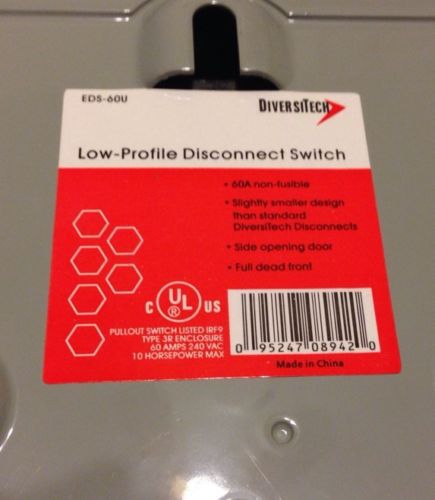 EDS-60U
DIVERSITECH
Low-Profile Disconnect Switch
• 60A non-fusible
• Slightly smaller design
than standard
DiversiTech Disconnects
• Side opening door
• Full dead front
C UL ® US
PULLOUT SWITCH LISTED IRF9
TYPE 3R ENCLOSURE
60 AMPS 240 VAC
10 HORSEPOWER MAX
0 95247 08942 0
Made in China